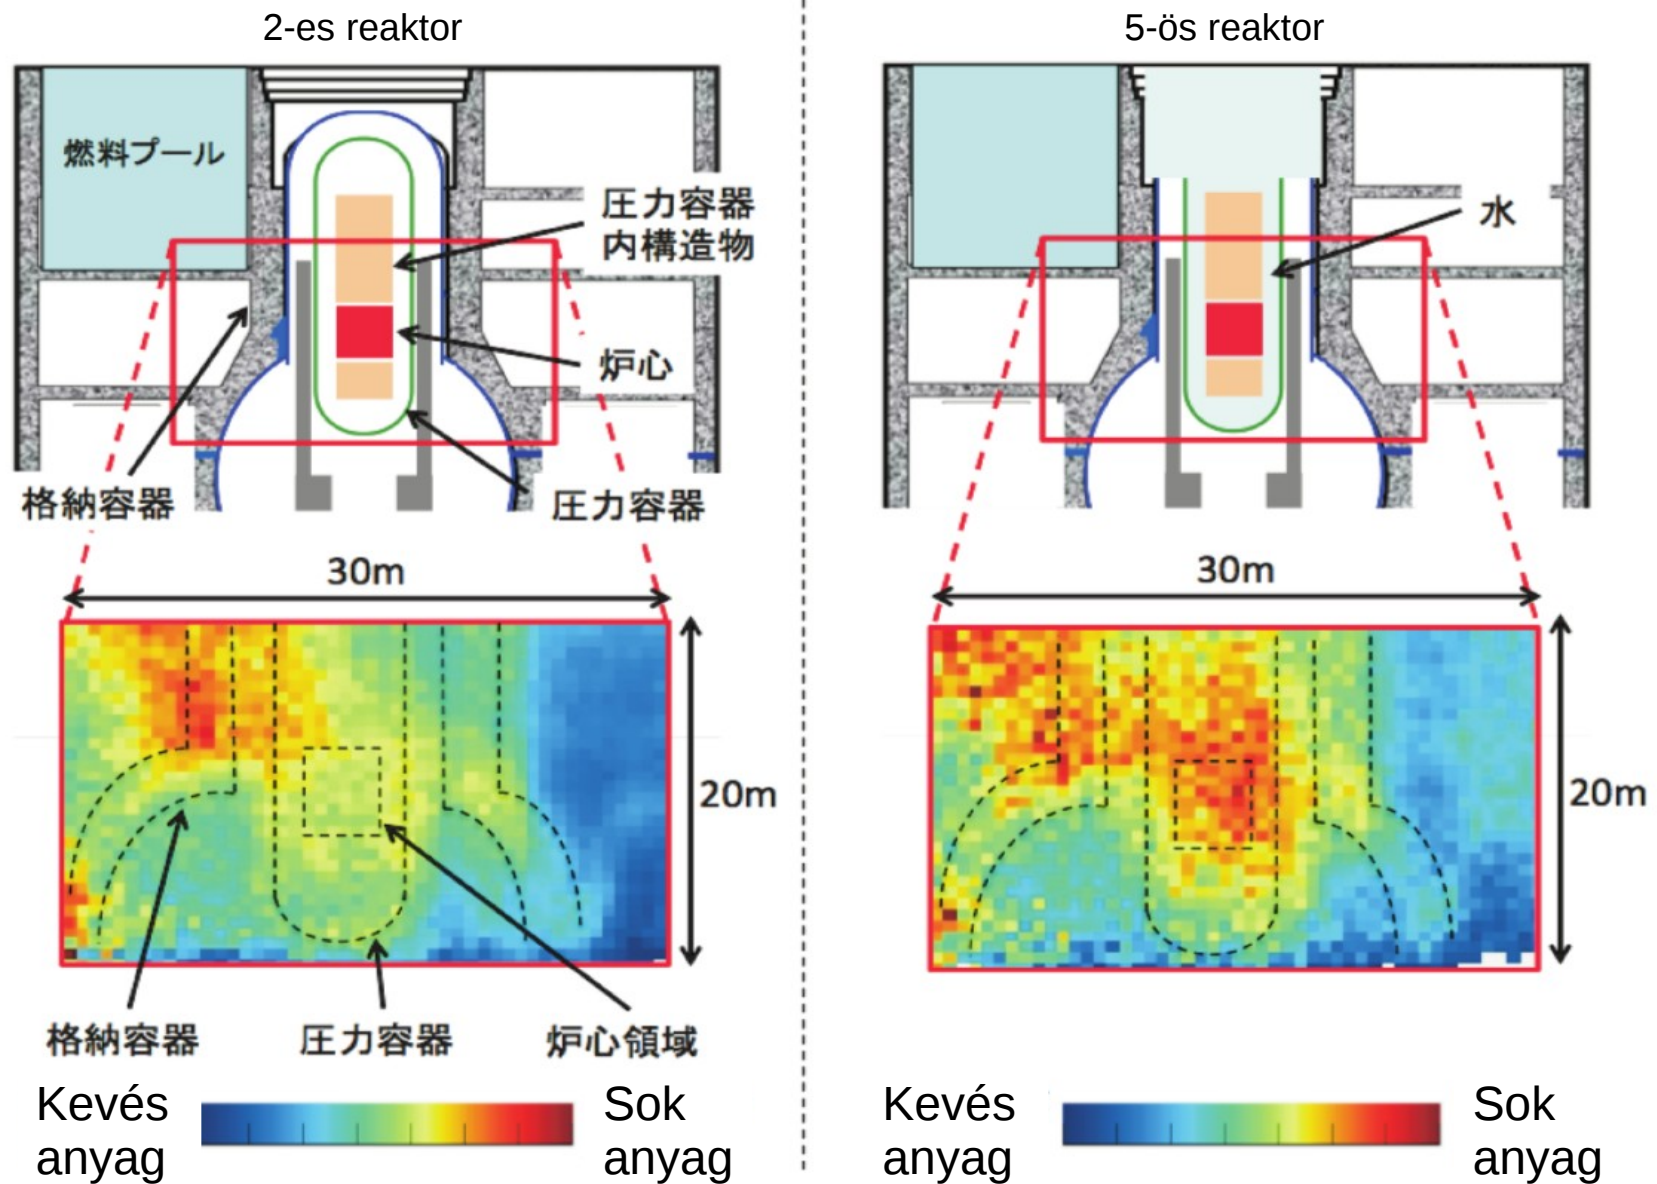 2-es reaktor
燃料プール
圧力容器
内構造物
炉心
格納容器
圧力容器
30m
20m
格納容器
圧力容器
炉心領域
Kevés
anyag
Sok
anyag
5-ös reaktor
水
30m
20m
Kevés
anyag
Sok
anyag